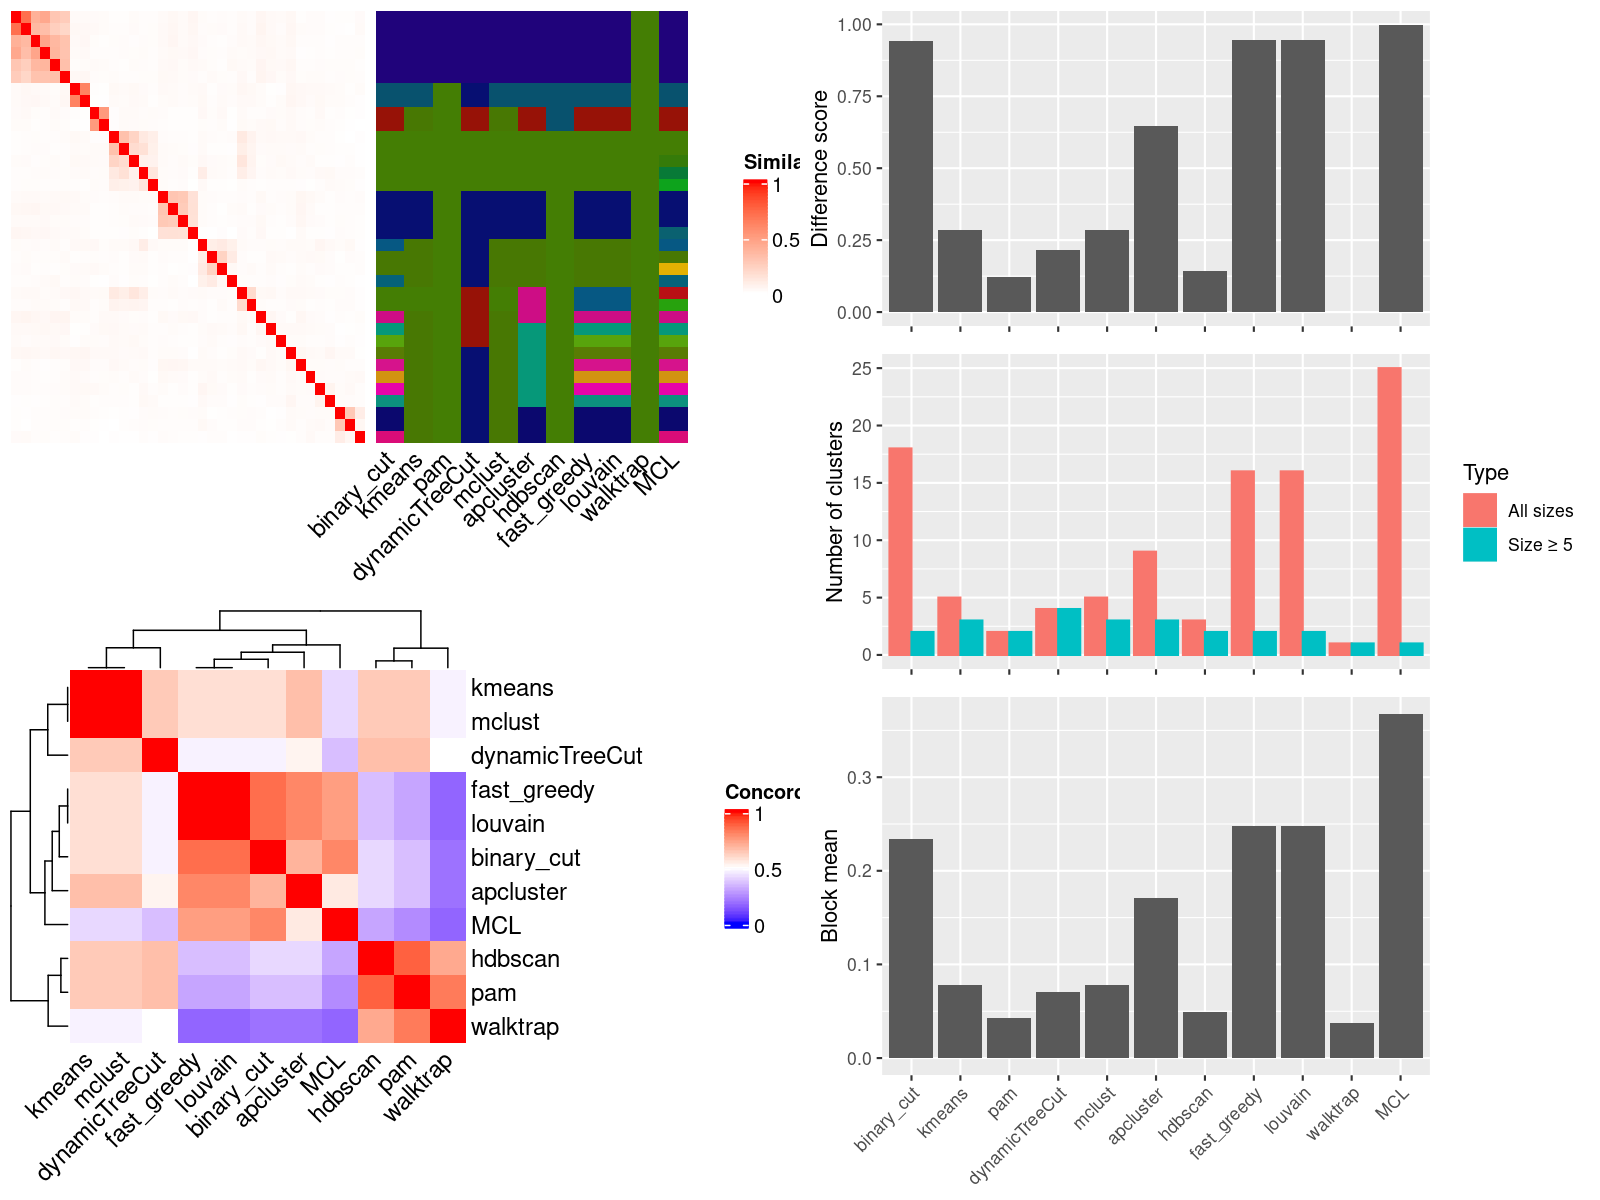 Simila
1
0.5
0
binary_cut
kmeans
pam
dynamicTreeCut
mclust
apcluster
hdbscan
fast_greedy
louvain
walktrap
MCL
kmeans
mclust
dynamicTreeCut
fast_greedy
louvain
binary_cut
apcluster
MCL
hdbscan
pam
walktrap
kmeans
mclust
dynamicTreeCut
fast_greedy
louvain
binary_cut
apcluster
MCL
hdbscan
pam
walktrap
Concord
1
0.5
0
Difference score
1.00
0.75
0.50
0.25
0.00
Number of clusters
25
20
15
10
5
0
Type
All sizes
Size ≥ 5
Block mean
0.3
0.2
0.1
0.0
binary_cut
kmeans
pam
dynamicTreeCut
mclust
apcluster
hdbscan
fast_greedy
louvain
walktrap
MCL